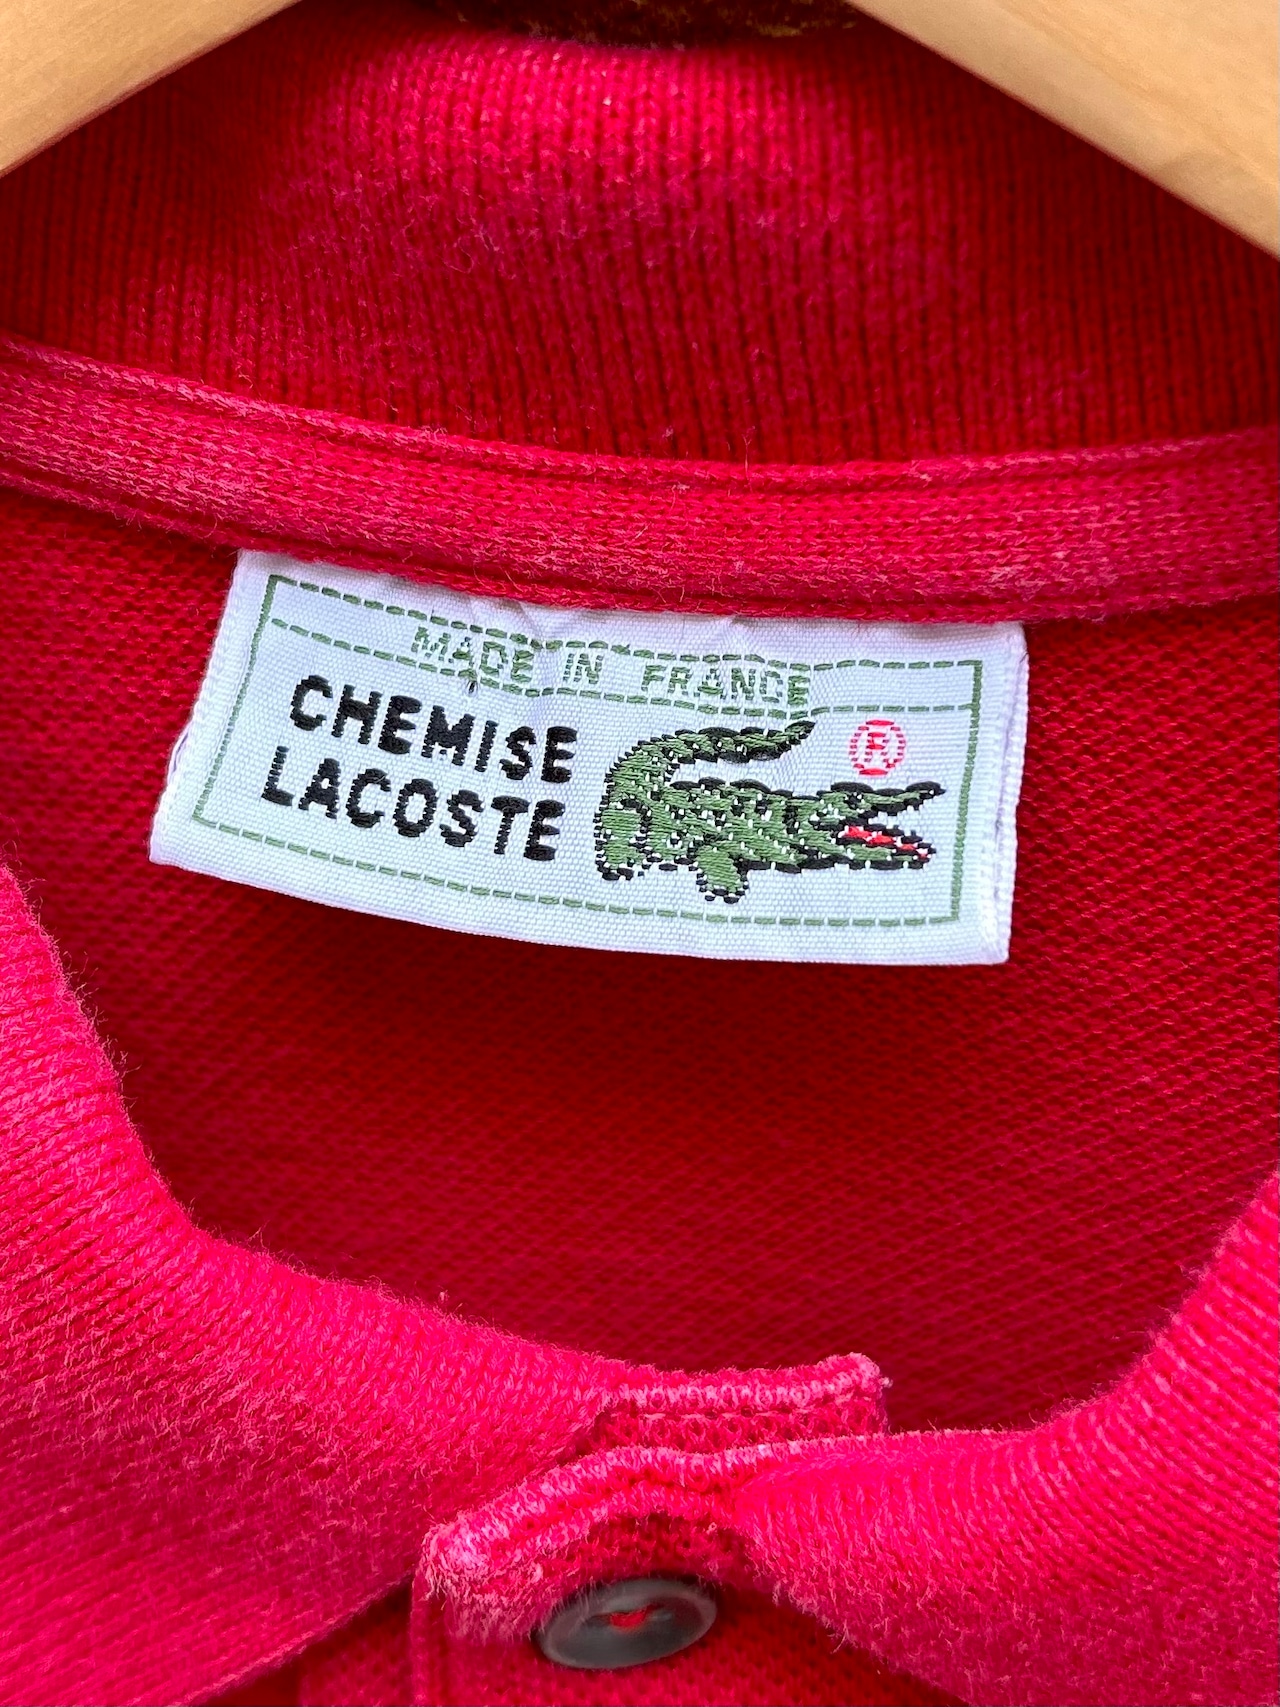 MADE IN FRANCE
CHEMISE
LACOSTE
®